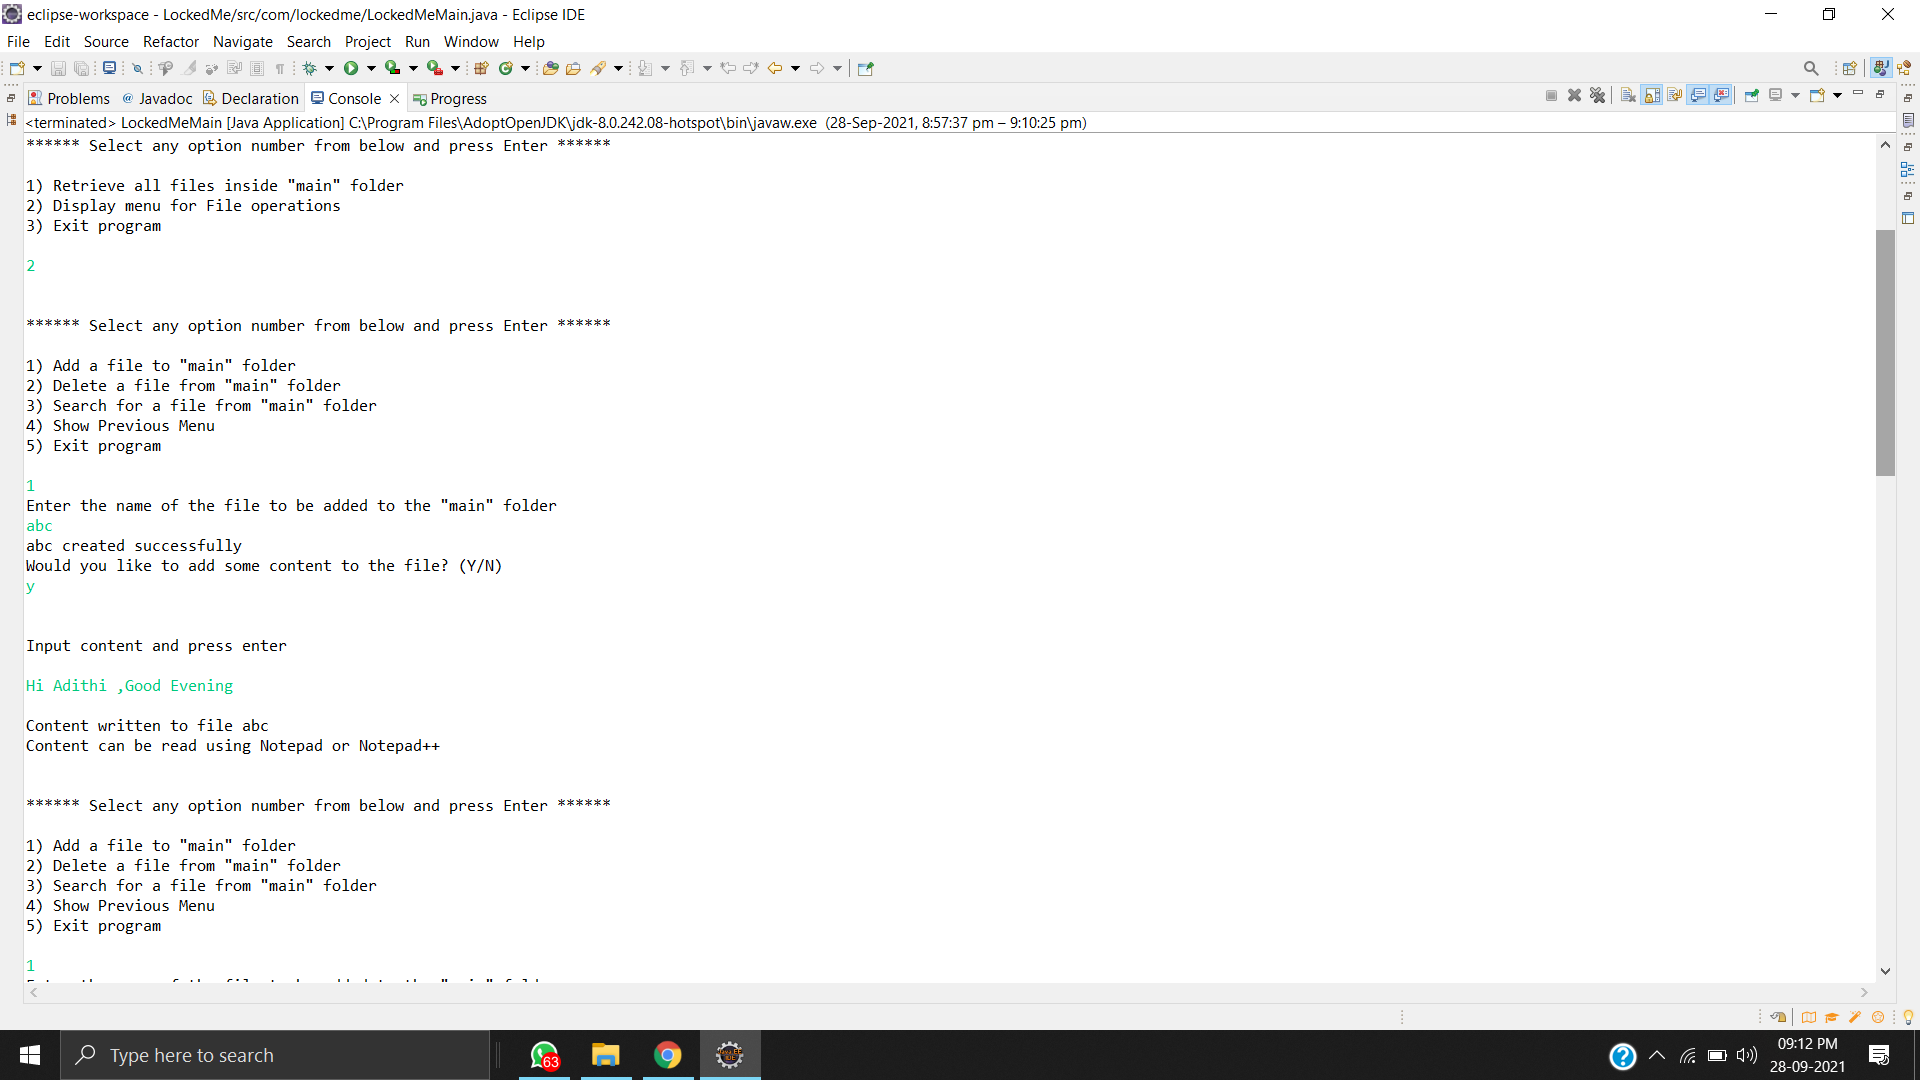 eclipse-workspace - LockedMe/src/com/lockedme/LockedMeMain.java - Eclipse IDE
File Edit Source Refactor Navigate Search Project Run Window Help
Problems @ Javadoc Declaration Console Progress
<terminated> LockedMeMain [Java Application] C:\Program Files\AdoptOpenJDK\jdk-8.0.242.08-hotspot\bin\javaw.exe (28-Sep-2021, 8:57:37 pm – 9:10:25 pm)
****** Select any option number from below and press Enter ******
1) Retrieve all files inside "main" folder
2) Display menu for File operations
3) Exit program
2
****** Select any option number from below and press Enter ******
1) Add a file to "main" folder
2) Delete a file from "main" folder
3) Search for a file from "main" folder
4) Show Previous Menu
5) Exit program
1
Enter the name of the file to be added to the "main" folder
abc
abc created successfully
Would you like to add some content to the file? (Y/N)
y
Input content and press enter
Hi Adithi ,Good Evening
Content written to file abc
Content can be read using Notepad or Notepad++
****** Select any option number from below and press Enter ******
1) Add a file to "main" folder
2) Delete a file from "main" folder
3) Search for a file from "main" folder
4) Show Previous Menu
5) Exit program
1
Type here to search
63
09:12 PM
28-09-2021